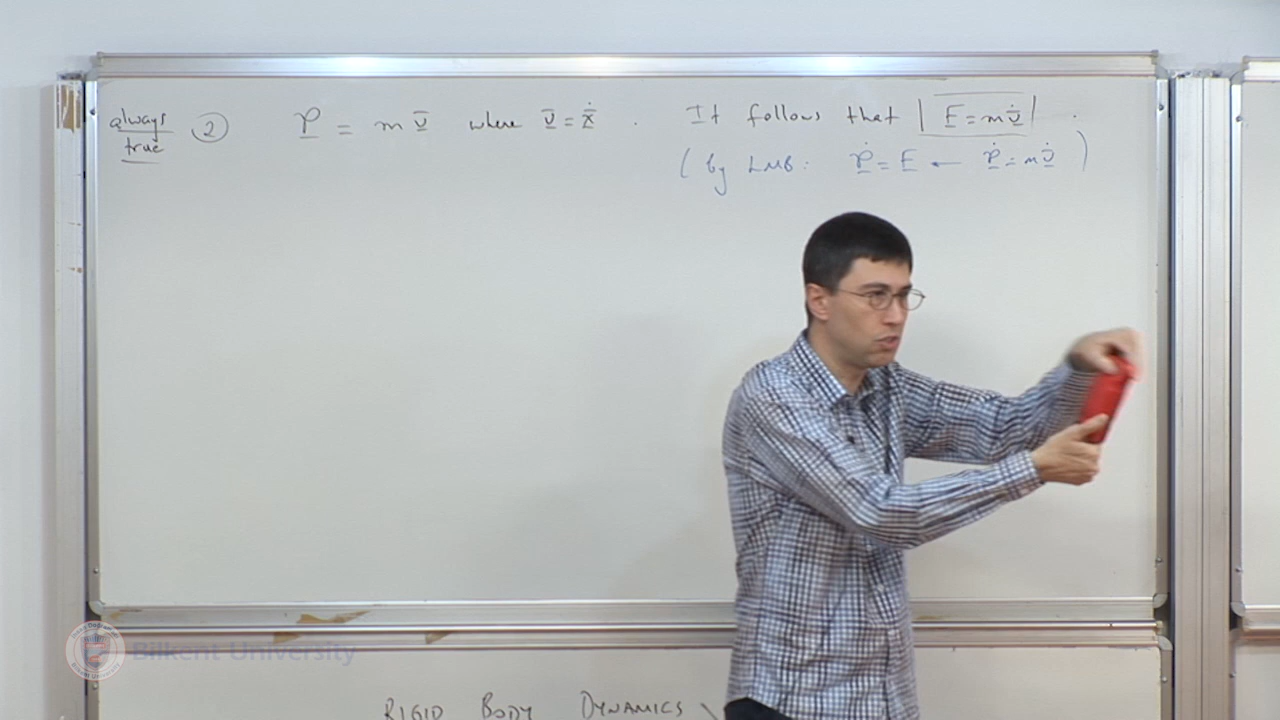 always true ② P = m v̄ where v̄ = x̄̇ . It follows that F = m v̄̇ .
( by LMB : Ṗ = F ← Ṗ = m v̄̇ )
RIGID BODY DYNAMICS
Bilkent University